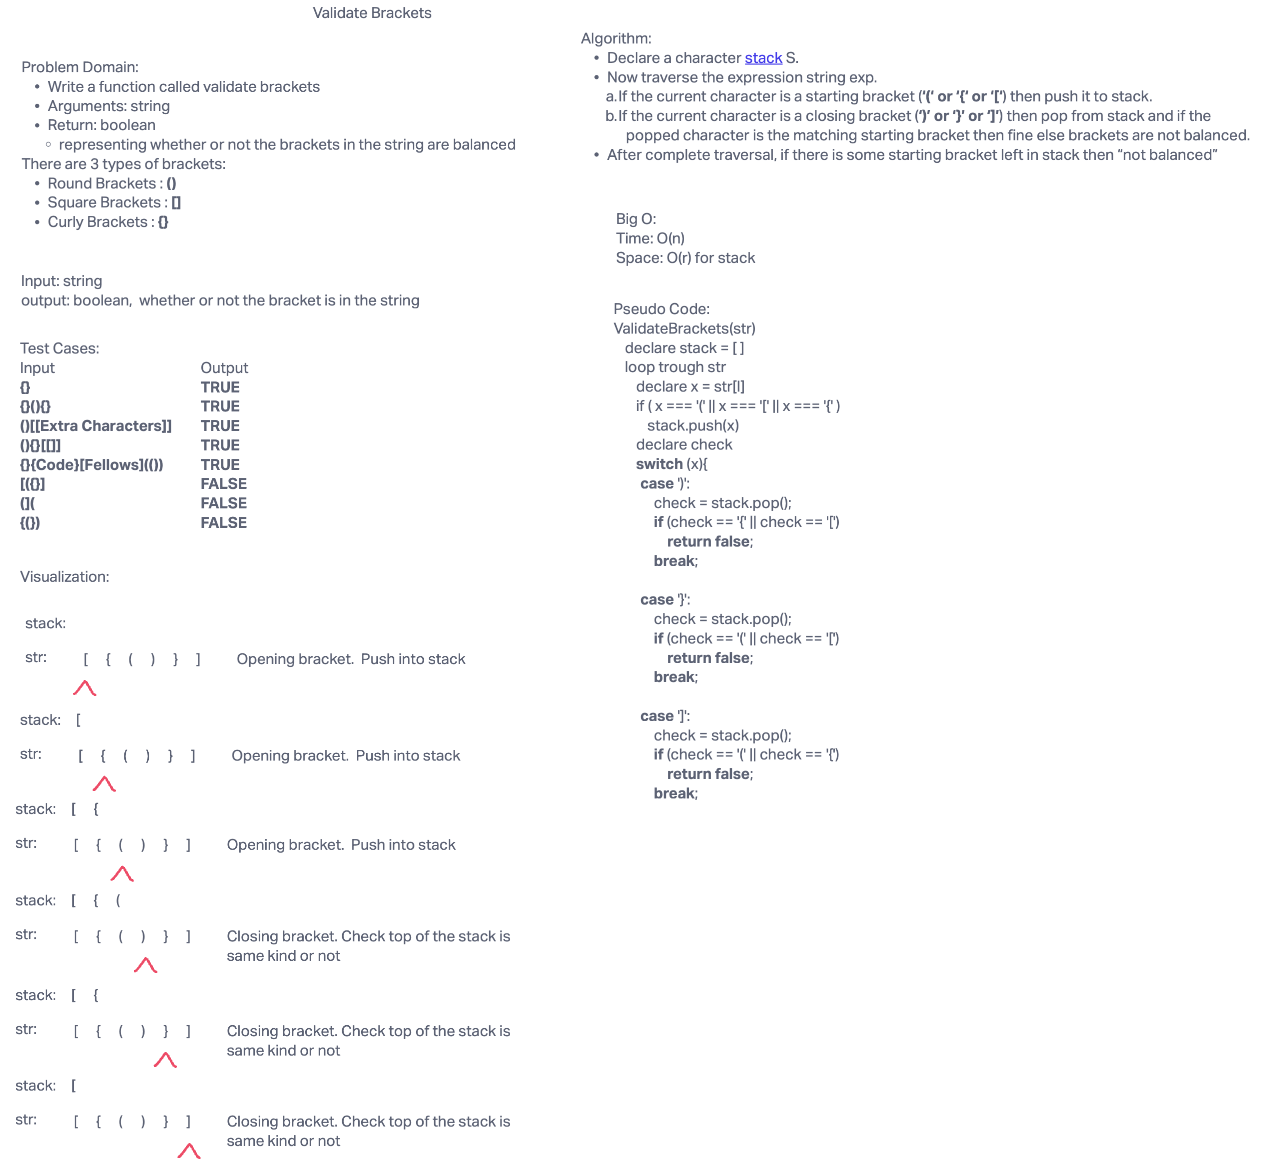 Validate Brackets
Problem Domain:
• Write a function called validate brackets
• Arguments: string
• Return: boolean
◦ representing whether or not the brackets in the string are balanced
There are 3 types of brackets:
• Round Brackets : ()
• Square Brackets : []
• Curly Brackets : {}
Input: string
output: boolean,  whether or not the bracket is in the string
Test Cases:
Input Output
{} TRUE
{}(){} TRUE
()[[Extra Characters]] TRUE
(){}[[]] TRUE
{}{Code}[Fellows](()) TRUE
[({}] FALSE
(]( FALSE
{(}) FALSE
Visualization:
stack:
str: [ { ( ) } ] Opening bracket.  Push into stack
stack: [
str: [ { ( ) } ] Opening bracket.  Push into stack
stack: [ {
str: [ { ( ) } ] Opening bracket.  Push into stack
stack: [ { (
str: [ { ( ) } ] Closing bracket. Check top of the stack is
same kind or not
stack: [ {
str: [ { ( ) } ] Closing bracket. Check top of the stack is
same kind or not
stack: [
str: [ { ( ) } ] Closing bracket. Check top of the stack is
same kind or not
Algorithm:
• Declare a character stack S.
• Now traverse the expression string exp.
a.If the current character is a starting bracket (‘(‘ or ‘{‘ or ‘[‘) then push it to stack.
b.If the current character is a closing bracket (‘)’ or ‘}’ or ‘]’) then pop from stack and if the
popped character is the matching starting bracket then fine else brackets are not balanced.
• After complete traversal, if there is some starting bracket left in stack then “not balanced”
Big O:
Time: O(n)
Space: O(r) for stack
Pseudo Code:
ValidateBrackets(str)
declare stack = [ ]
loop trough str
declare x = str[I]
if ( x === '(' || x === '[' || x === '{' )
stack.push(x)
declare check
switch (x){
case ')':
check = stack.pop();
if (check == '{' || check == '[')
return false;
break;
case '}':
check = stack.pop();
if (check == '(' || check == '[')
return false;
break;
case ']':
check = stack.pop();
if (check == '(' || check == '{')
return false;
break;